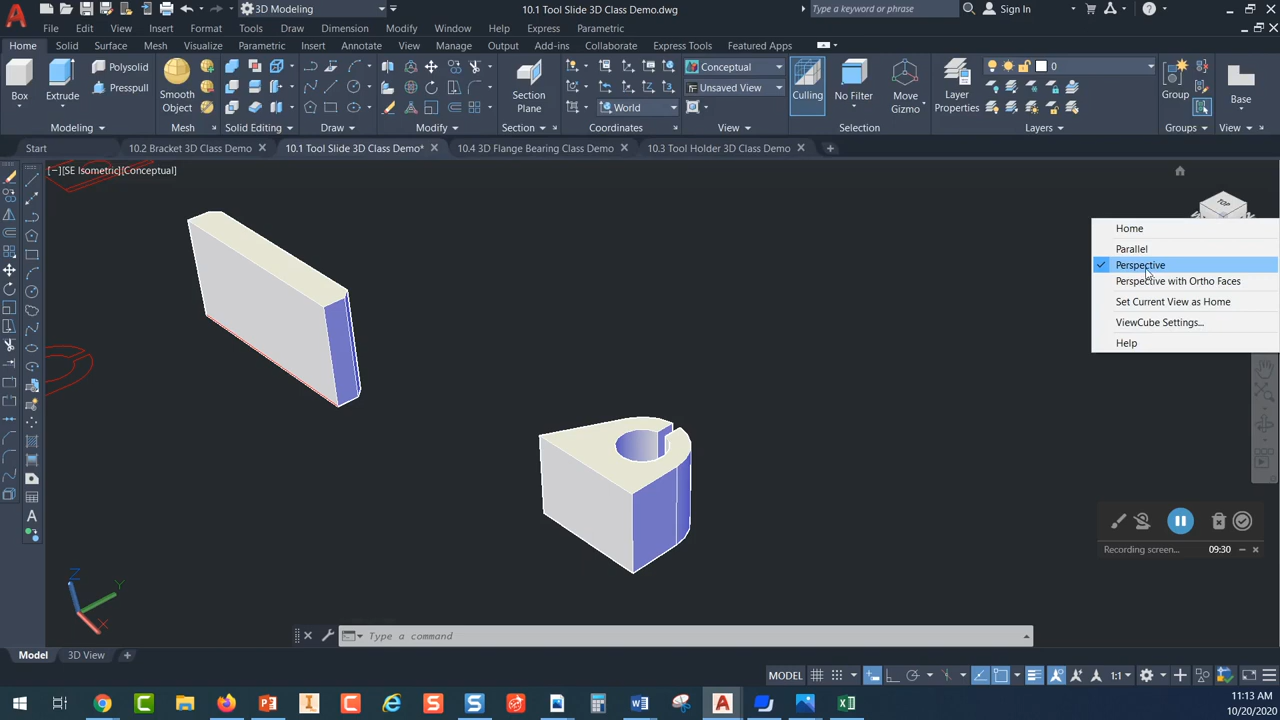 3D Modeling
10.1 Tool Slide 3D Class Demo.dwg
Type a keyword or phrase
Sign In
File Edit View Insert Format Tools Draw Dimension Modify Window Help Express Parametric
Home Solid Surface Mesh Visualize Parametric Insert Annotate View Manage Output Add-ins Collaborate Express Tools Featured Apps
Polysolid
Presspull
Box
Extrude
Smooth
Object
Section
Plane
Conceptual
Unsaved View
World
Culling
No Filter
Move
Gizmo
0
Layer
Properties
Group
Base
Modeling
Mesh
Solid Editing
Draw
Modify
Section
Coordinates
View
Selection
Layers
Groups
View
Start
10.2 Bracket 3D Class Demo
10.1 Tool Slide 3D Class Demo*
10.4 3D Flange Bearing Class Demo
10.3 Tool Holder 3D Class Demo
[−][SE Isometric][Conceptual]
TOP
Home
Parallel
Perspective
Perspective with Ortho Faces
Set Current View as Home
ViewCube Settings...
Help
Recording screen...
09:30
Z
Y
X
Type a command
Model
3D View
MODEL
1:1
11:13 AM
10/20/2020